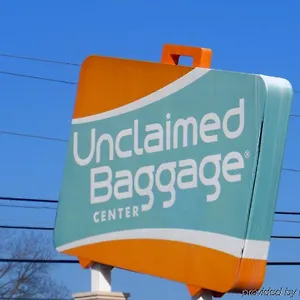 Unclaimed
Baggage®
CENTER
provided by